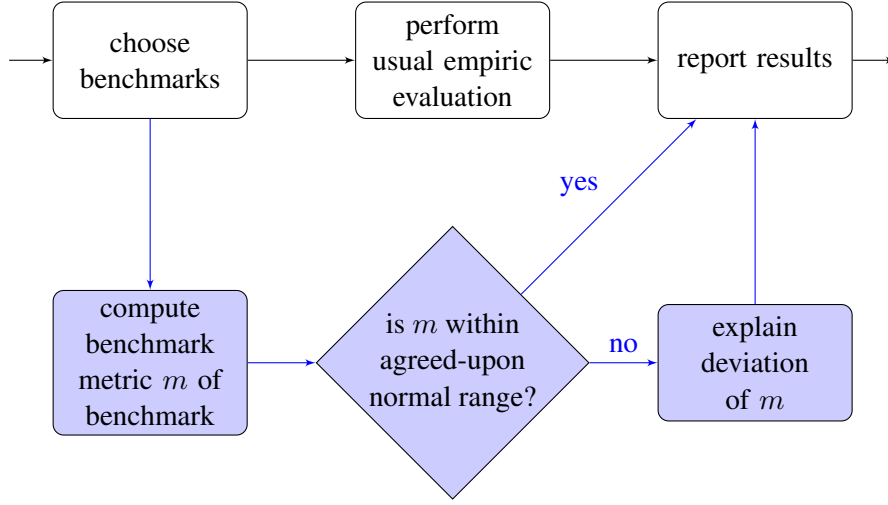 choose
benchmarks
perform
usual empiric
evaluation
report results
yes
compute
benchmark
metric m of
benchmark
is m within
agreed-upon
normal range?
no
explain
deviation
of m